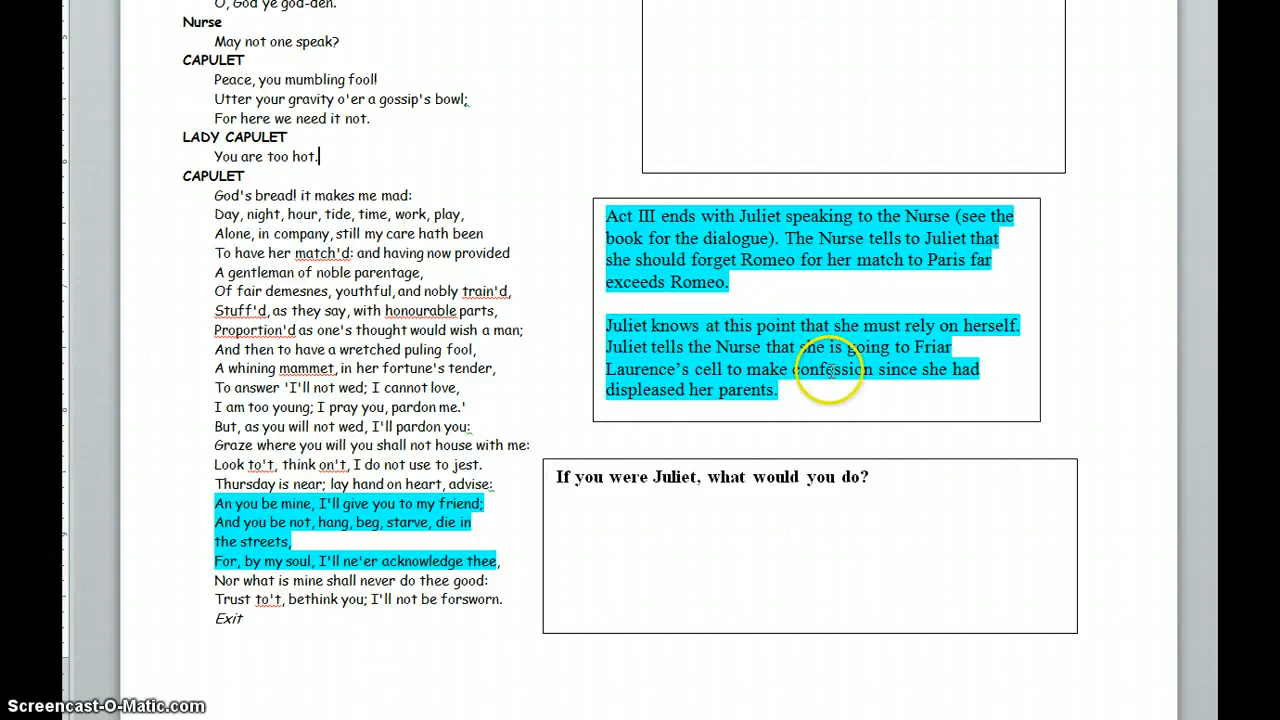 O, God ye god-den.
Nurse
May not one speak?
CAPULET
Peace, you mumbling fool!
Utter your gravity o'er a gossip's bowl;
For here we need it not.
LADY CAPULET
You are too hot.
CAPULET
God's bread! it makes me mad:
Day, night, hour, tide, time, work, play,
Alone, in company, still my care hath been
To have her match'd: and having now provided
A gentleman of noble parentage,
Of fair demesnes, youthful, and nobly train'd,
Stuff'd, as they say, with honourable parts,
Proportion'd as one's thought would wish a man;
And then to have a wretched puling fool,
A whining mammet, in her fortune's tender,
To answer 'I'll not wed; I cannot love,
I am too young; I pray you, pardon me.'
But, as you will not wed, I'll pardon you:
Graze where you will you shall not house with me:
Look to't, think on't, I do not use to jest.
Thursday is near; lay hand on heart, advise:
An you be mine, I'll give you to my friend;
And you be not, hang, beg, starve, die in
the streets,
For, by my soul, I'll ne'er acknowledge thee,
Nor what is mine shall never do thee good:
Trust to't, bethink you; I'll not be forsworn.
Exit
Act III ends with Juliet speaking to the Nurse (see the
book for the dialogue). The Nurse tells to Juliet that
she should forget Romeo for her match to Paris far
exceeds Romeo.
Juliet knows at this point that she must rely on herself.
Juliet tells the Nurse that she is going to Friar
Laurence's cell to make confession since she had
displeased her parents.
If you were Juliet, what would you do?
Screencast-O-Matic.com